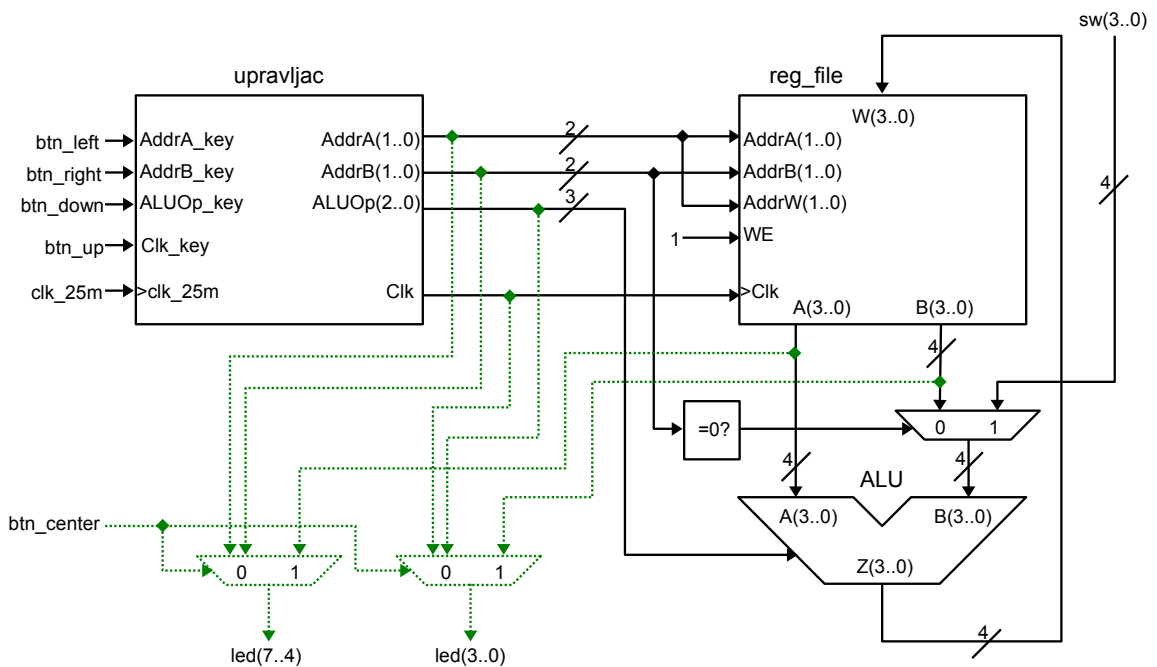 sw(3..0)
upravljac
reg_file
W(3..0)
btn_left
AddrA_key
AddrA(1..0)
2
AddrA(1..0)
btn_right
AddrB_key
AddrB(1..0)
2
AddrB(1..0)
4
btn_down
ALUOp_key
ALUOp(2..0)
3
AddrW(1..0)
btn_up
Clk_key
1
WE
clk_25m
>clk_25m
Clk
>Clk
A(3..0)
B(3..0)
4
=0?
0
1
4
4
ALU
btn_center
A(3..0)
B(3..0)
0
1
0
1
Z(3..0)
4
led(7..4)
led(3..0)